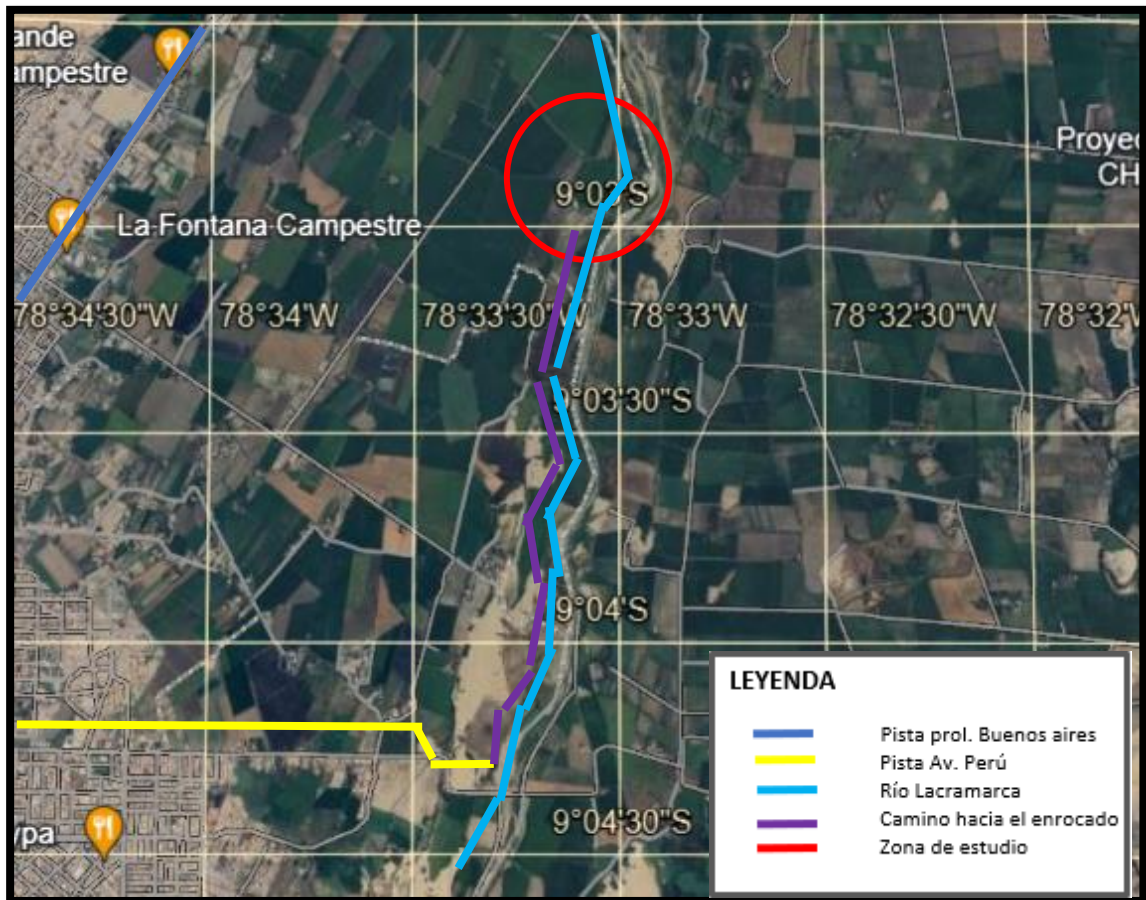 ande
ampestre
Proye
CH
9°03'S
La Fontana Campestre
78°34'30"W
78°34'W
78°33'30"W
78°33'W
78°32'30"W
78°32'W
9°03'30"S
9°04'S
LEYENDA
Pista prol. Buenos aires
Pista Av. Perú
Río Lacramarca
Camino hacia el enrocado
Zona de estudio
9°04'30"S
ypa